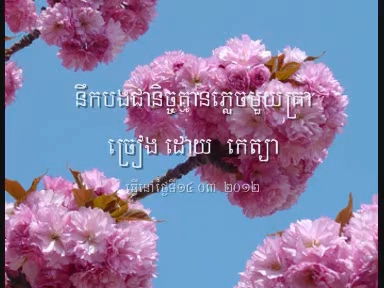 នឹកបងជានិច្ចគ្មានភ្លេចមួយគ្រា
ច្រៀង ដោយ កេត្យា
ធ្វើនៅថ្ងៃទី១៤ ០៣ ២០១២